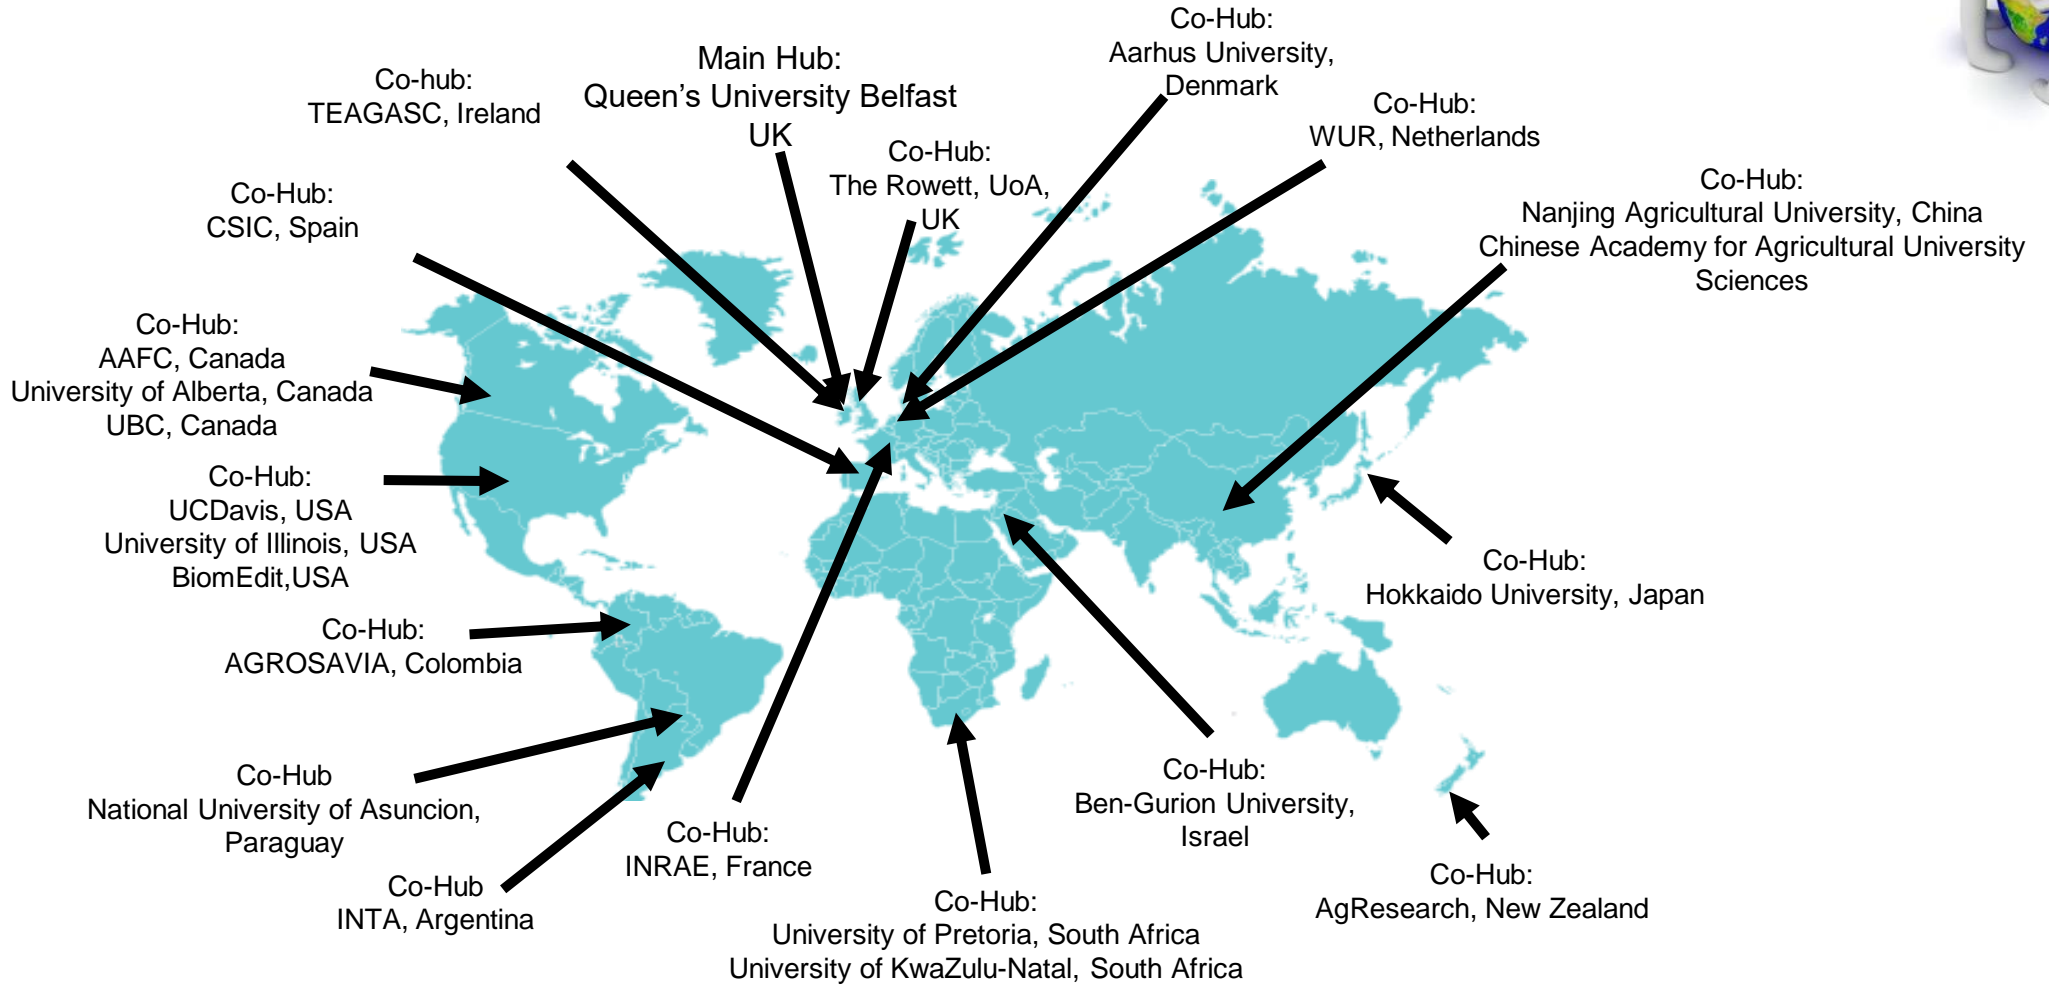 Co-Hub:
Aarhus University,
Denmark
Main Hub:
Queen’s University Belfast
UK
Co-hub:
TEAGASC, Ireland
Co-Hub:
WUR, Netherlands
Co-Hub:
The Rowett, UoA,
UK
Co-Hub:
CSIC, Spain
Co-Hub:
Nanjing Agricultural University, China
Chinese Academy for Agricultural University
Sciences
Co-Hub:
AAFC, Canada
University of Alberta, Canada
UBC, Canada
Co-Hub:
UCDavis, USA
University of Illinois, USA
BiomEdit,USA
Co-Hub:
Hokkaido University, Japan
Co-Hub:
AGROSAVIA, Colombia
Co-Hub
National University of Asuncion,
Paraguay
Co-Hub:
Ben-Gurion University,
Israel
Co-Hub:
INRAE, France
Co-Hub
INTA, Argentina
Co-Hub:
AgResearch, New Zealand
Co-Hub:
University of Pretoria, South Africa
University of KwaZulu-Natal, South Africa